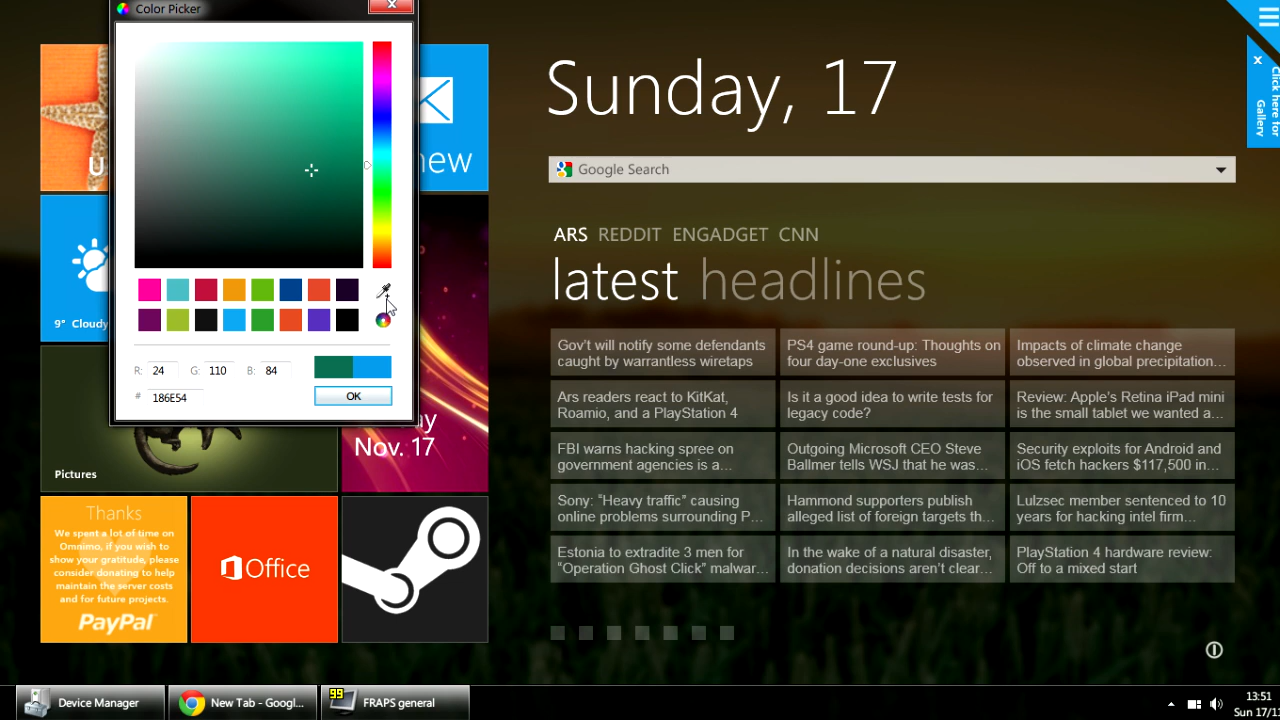 Color Picker
R: 24 G: 110 B: 84
# 186E54
OK
U
new
9° Cloudy
Nov. 17
Pictures
Thanks
We spent a lot of time on
Omnimo, if you wish to
show your gratitude, please
consider donating to help
maintain the server costs
and for future projects.
PayPal
Office
Sunday, 17
Google Search
ARS REDDIT ENGADGET CNN
latest headlines
Gov't will notify some defendants
caught by warrantless wiretaps
PS4 game round-up: Thoughts on
four day-one exclusives
Impacts of climate change
observed in global precipitation...
Ars readers react to KitKat,
Roamio, and a PlayStation 4
Is it a good idea to write tests for
legacy code?
Review: Apple's Retina iPad mini
is the small tablet we wanted a...
FBI warns hacking spree on
government agencies is a...
Outgoing Microsoft CEO Steve
Ballmer tells WSJ that he was...
Security exploits for Android and
iOS fetch hackers $117,500 in...
Sony: "Heavy traffic" causing
online problems surrounding P...
Hammond supporters publish
alleged list of foreign targets th...
Lulzsec member sentenced to 10
years for hacking intel firm...
Estonia to extradite 3 men for
"Operation Ghost Click" malwar...
In the wake of a natural disaster,
donation decisions aren't clear...
PlayStation 4 hardware review:
Off to a mixed start
Click here for
Gallery
Device Manager
New Tab - Googl...
99
FRAPS general
13:51
Sun 17/1